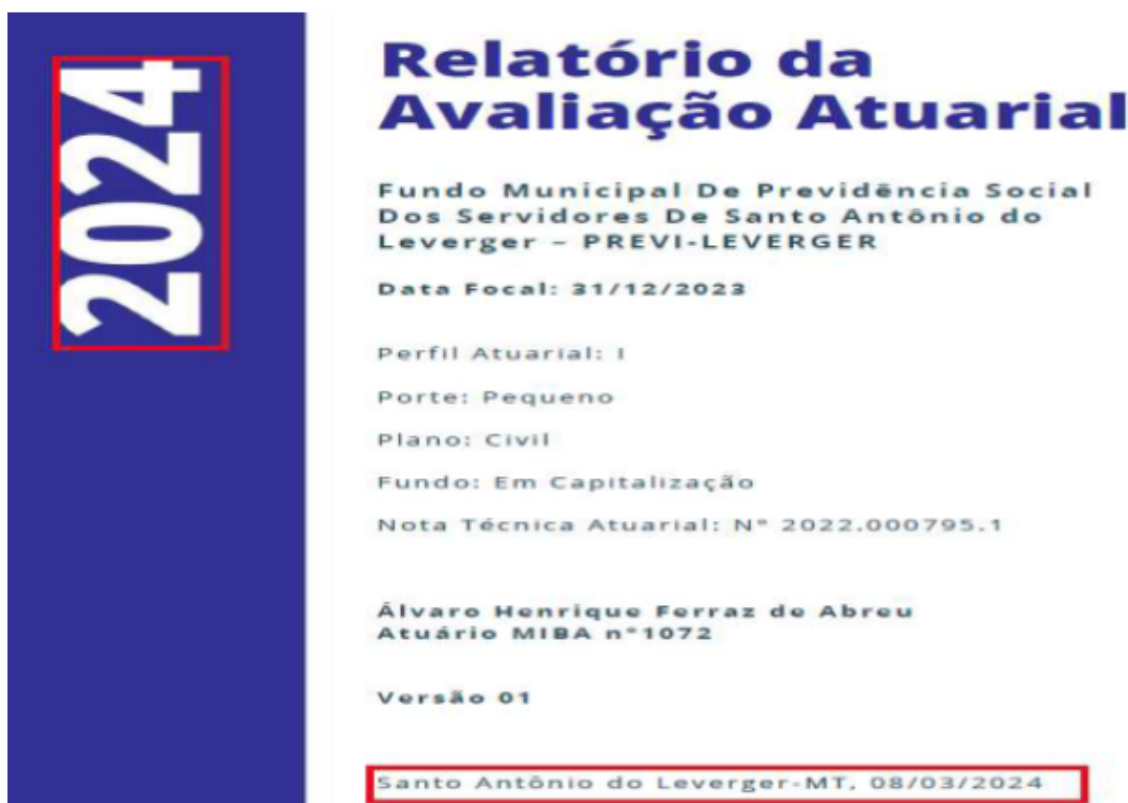 2024
Relatório da
Avaliação Atuarial
Fundo Municipal De Previdência Social
Dos Servidores De Santo Antônio do
Leverger – PREVI-LEVERGER
Data Focal: 31/12/2023
Perfil Atuarial: I
Porte: Pequeno
Plano: Civil
Fundo: Em Capitalização
Nota Técnica Atuarial: N° 2022.000795.1
Álvaro Henrique Ferraz de Abreu
Atuário MIBA n°1072
Versão 01
Santo Antônio do Leverger-MT, 08/03/2024